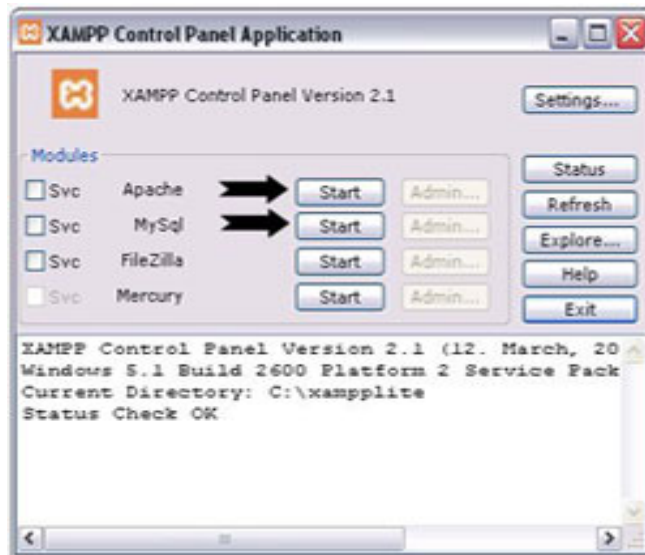 XAMPP Control Panel Application
XAMPP Control Panel Version 2.1
Settings...
Modules
Svc Apache Start Admin...
Svc MySql Start Admin...
Svc FileZilla Start Admin...
Svc Mercury Start Admin...
Status
Refresh
Explore...
Help
Exit
XAMPP Control Panel Version 2.1 (12. March, 20
Windows 5.1 Build 2600 Platform 2 Service Pack
Current Directory: C:\xampplite
Status Check OK